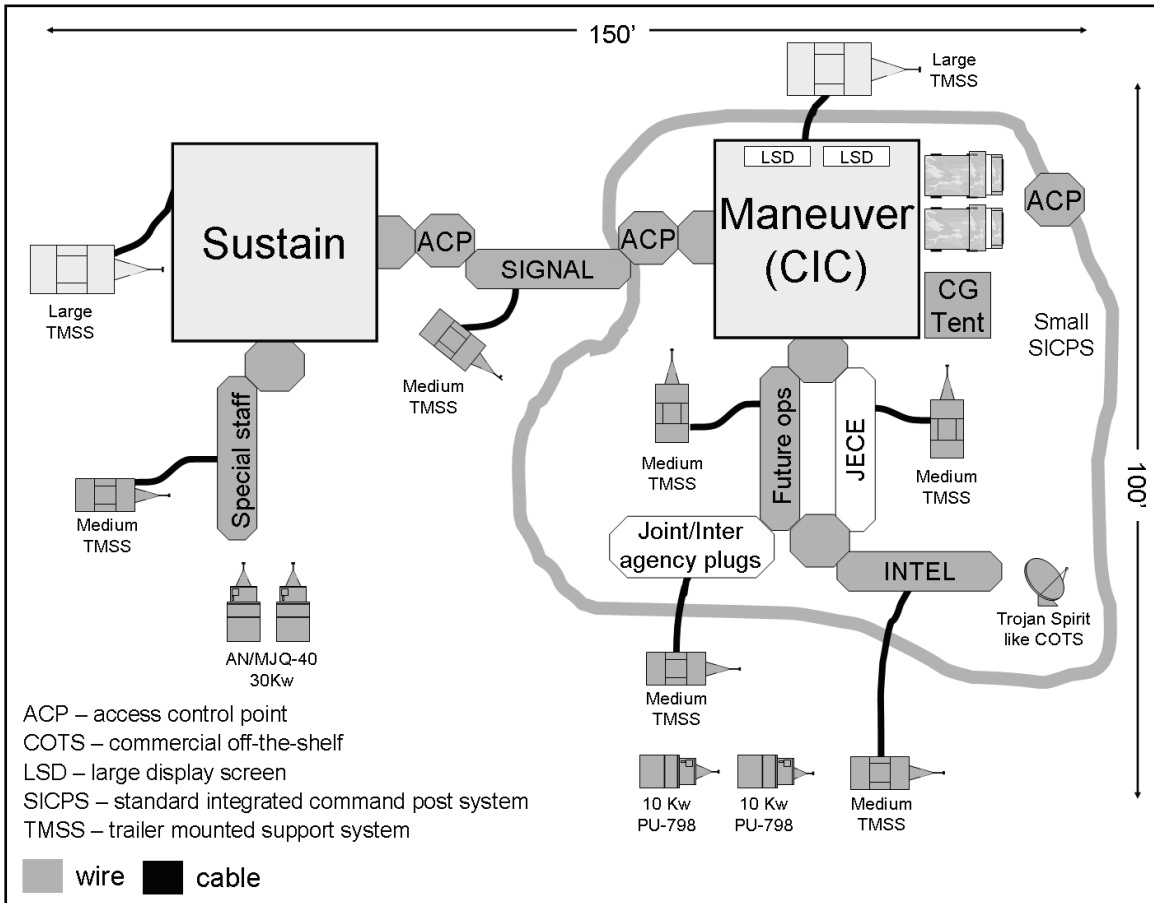 150’
Large
TMSS
LSD
LSD
ACP
Sustain
ACP
ACP
Maneuver
(CIC)
SIGNAL
CG
Tent
Large
TMSS
Small
SICPS
Medium
TMSS
Special staff
Future ops
JECE
Medium
TMSS
Medium
TMSS
100’
Medium
TMSS
Joint/Inter
agency plugs
INTEL
Trojan Spirit
like COTS
AN/MJQ-40
30Kw
Medium
TMSS
ACP – access control point
COTS – commercial off-the-shelf
LSD – large display screen
SICPS – standard integrated command post system
TMSS – trailer mounted support system
10 Kw
PU-798
10 Kw
PU-798
Medium
TMSS
wire
cable